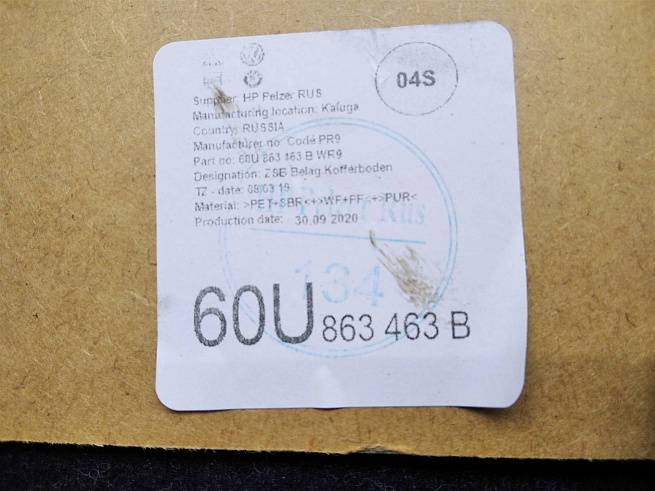 04S
Supplier: HP Pelzer RUS
Manufacturing location: Kaluga
Country: RUSSIA
Manufacturer no: Code PR9
Part no: 60U 863 463 B WR9
Designation: ZSB Belag Kofferboden
TZ - date: 08.03.19
Material: >PET+SBR<+>WF+PF<+>PUR<
Production date: 30.09.2020
Rus
134
60U 863 463 B